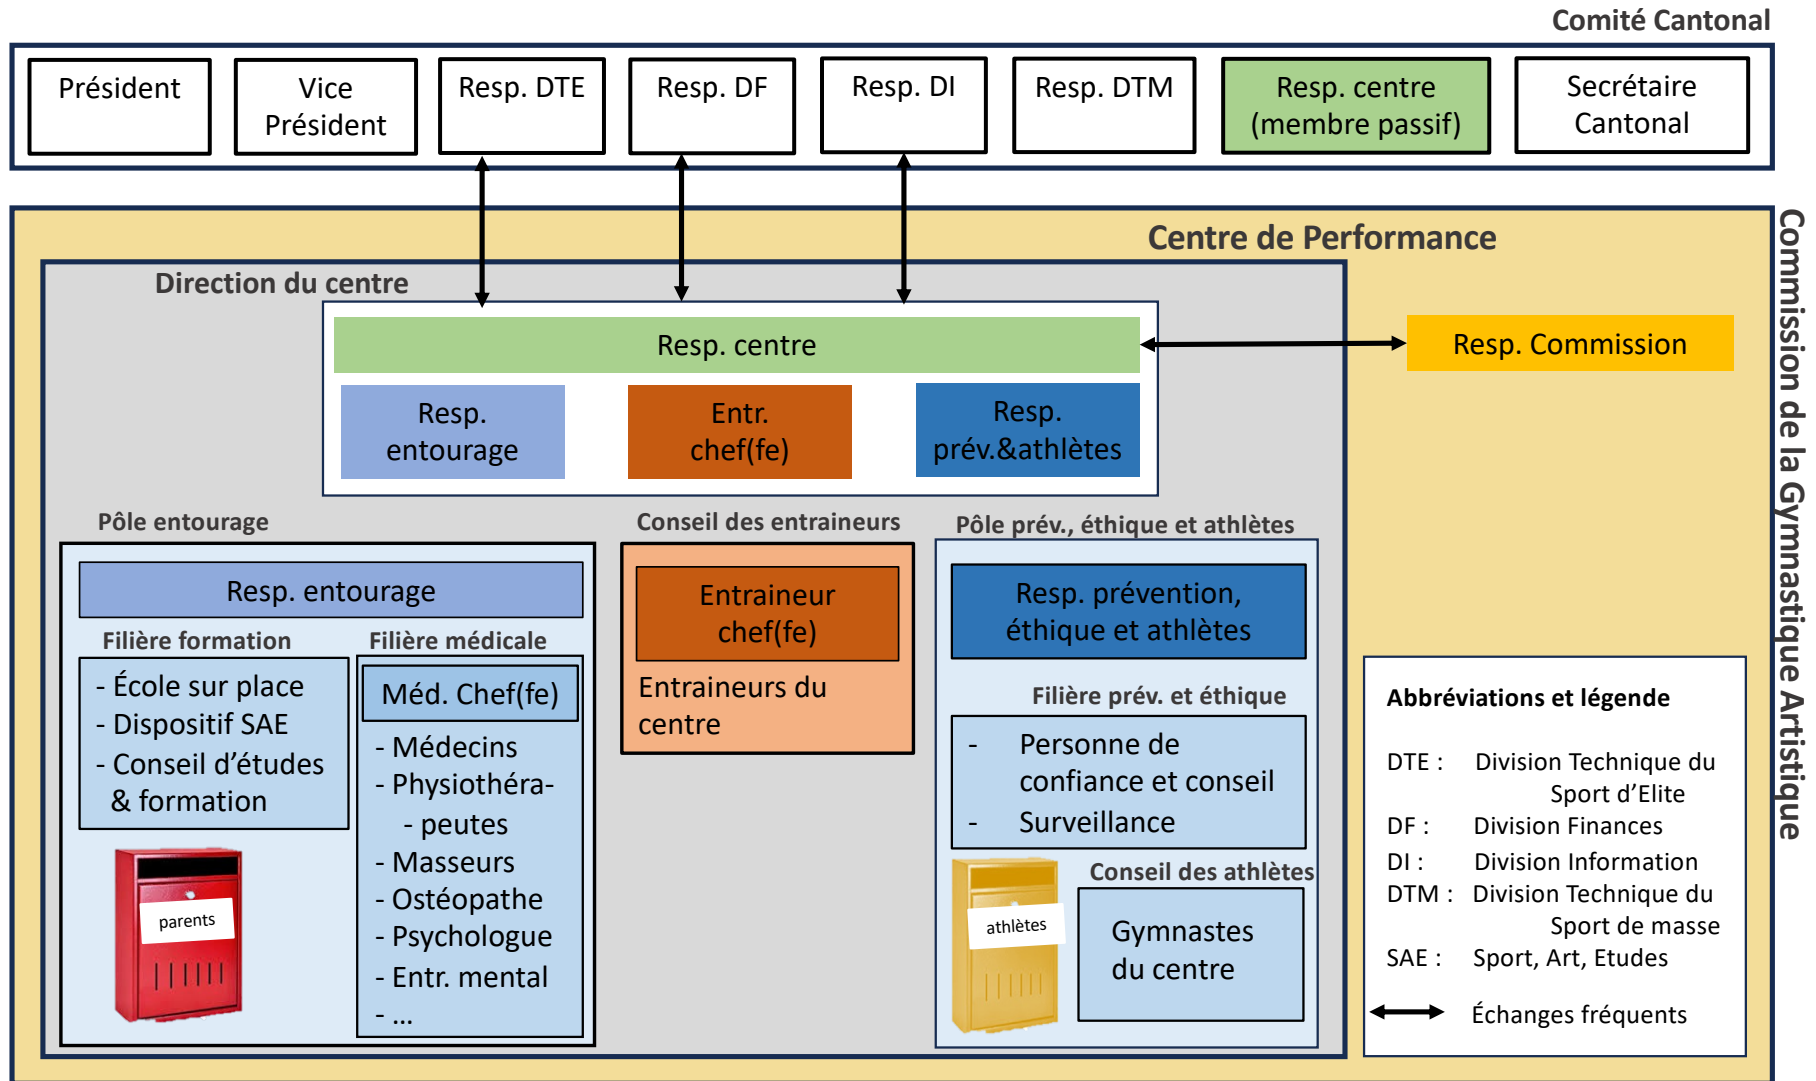 Comité Cantonal
Président
Vice
Président
Resp. DTE
Resp. DF
Resp. DI
Resp. DTM
Resp. centre
(membre passif)
Secrétaire
Cantonal
Commission de la Gymnastique Artistique
Centre de Performance
Direction du centre
Resp. centre
Resp. Commission
Resp.
entourage
Entr.
chef(fe)
Resp.
prév.&athlètes
Pôle entourage
Resp. entourage
Filière formation
- École sur place
- Dispositif SAE
- Conseil d'études
& formation
parents
Filière médicale
Méd. Chef(fe)
- Médecins
- Physiothéra-
- peutes
- Masseurs
- Ostéopathe
- Psychologue
- Entr. mental
- ...
Conseil des entraineurs
Entraineur
chef(fe)
Entraineurs du
centre
Pôle prév., éthique et athlètes
Resp. prévention,
éthique et athlètes
Filière prév. et éthique
- Personne de
confiance et conseil
- Surveillance
athlètes
Conseil des athlètes
Gymnastes
du centre
Abbréviations et légende
DTE : Division Technique du
Sport d'Elite
DF : Division Finances
DI : Division Information
DTM : Division Technique du
Sport de masse
SAE : Sport, Art, Etudes
Échanges fréquents